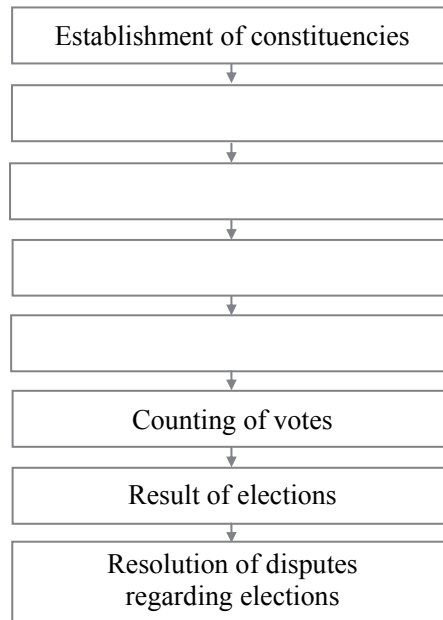 Establishment of constituencies
Counting of votes
Result of elections
Resolution of disputes
regarding elections